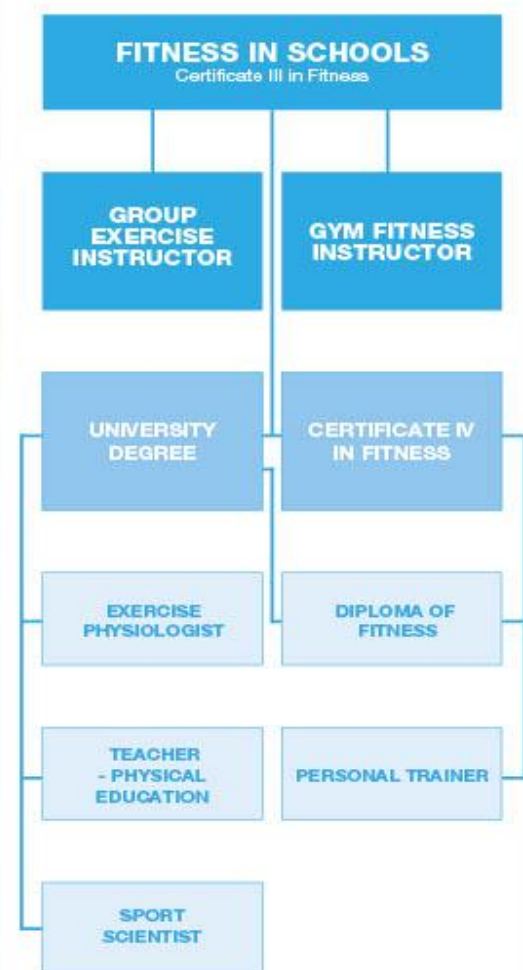 FITNESS IN SCHOOLS
Certificate III in Fitness
GROUP
EXERCISE
INSTRUCTOR
GYM FITNESS
INSTRUCTOR
UNIVERSITY
DEGREE
CERTIFICATE IV
IN FITNESS
EXERCISE
PHYSIOLOGIST
DIPLOMA OF
FITNESS
TEACHER
- PHYSICAL
EDUCATION
PERSONAL TRAINER
SPORT
SCIENTIST